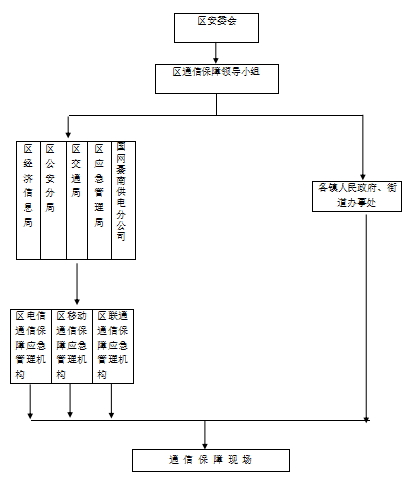 区安委会
区通信保障领导小组
区经济信息局
区公安分局
区交通局
区应急管理局
国网綦南供电分公司
各镇人民政府、街
道办事处
区电信
通信保
障应急
管理机
构
区移动
通信保
障应急
管理机
构
区联通
通信保
障应急
管理机
构
通 信 保 障 现 场